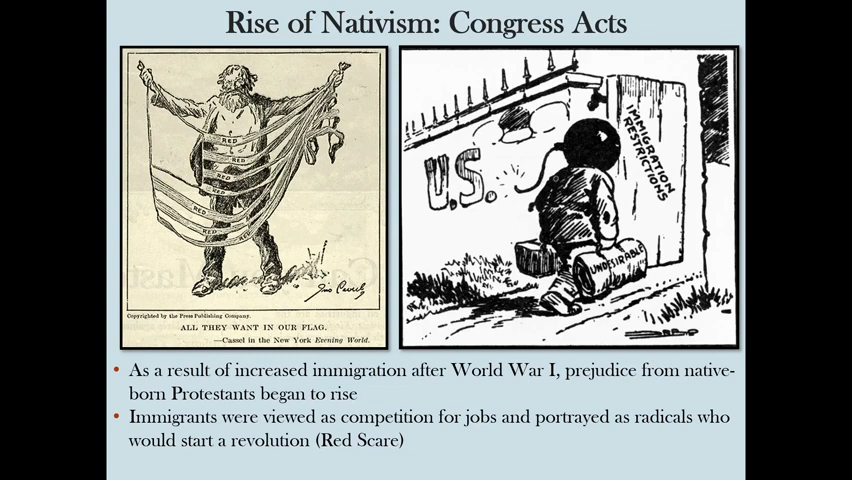 Rise of Nativism: Congress Acts
RED
RED
RED
RED
RED
RED
RED
Copyrighted by the Press Publishing Company.
ALL THEY WANT IN OUR FLAG.
—Cassel in the New York Evening World.
U.S.
IMMIGRATION
RESTRICTIONS
UNDESIRABLE
• As a result of increased immigration after World War I, prejudice from native-
born Protestants began to rise
• Immigrants were viewed as competition for jobs and portrayed as radicals who
would start a revolution (Red Scare)